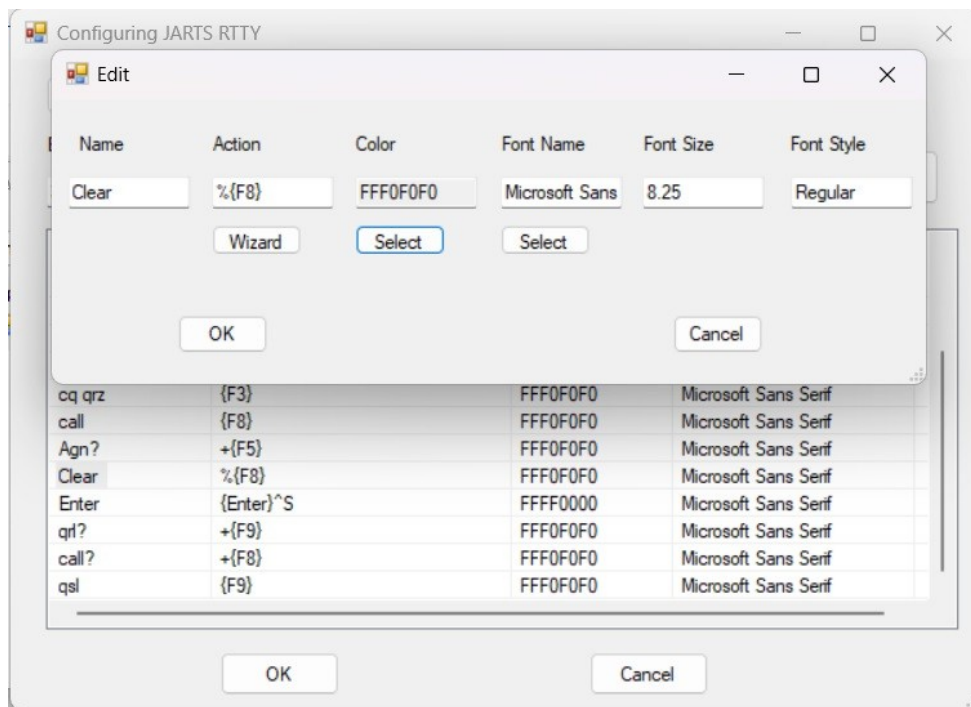 Configuring JARTS RTTY
Edit
Name Action Color Font Name Font Size Font Style
Clear %{F8} FFF0F0F0 Microsoft Sans 8.25 Regular
Wizard Select Select
OK Cancel
cq qrz {F3} FFF0F0F0 Microsoft Sans Serif
call {F8} FFF0F0F0 Microsoft Sans Serif
Agn? +{F5} FFF0F0F0 Microsoft Sans Serif
Clear %{F8} FFF0F0F0 Microsoft Sans Serif
Enter {Enter}^S FFFF0000 Microsoft Sans Serif
qrl? +{F9} FFF0F0F0 Microsoft Sans Serif
call? +{F8} FFF0F0F0 Microsoft Sans Serif
qsl {F9} FFF0F0F0 Microsoft Sans Serif
OK Cancel